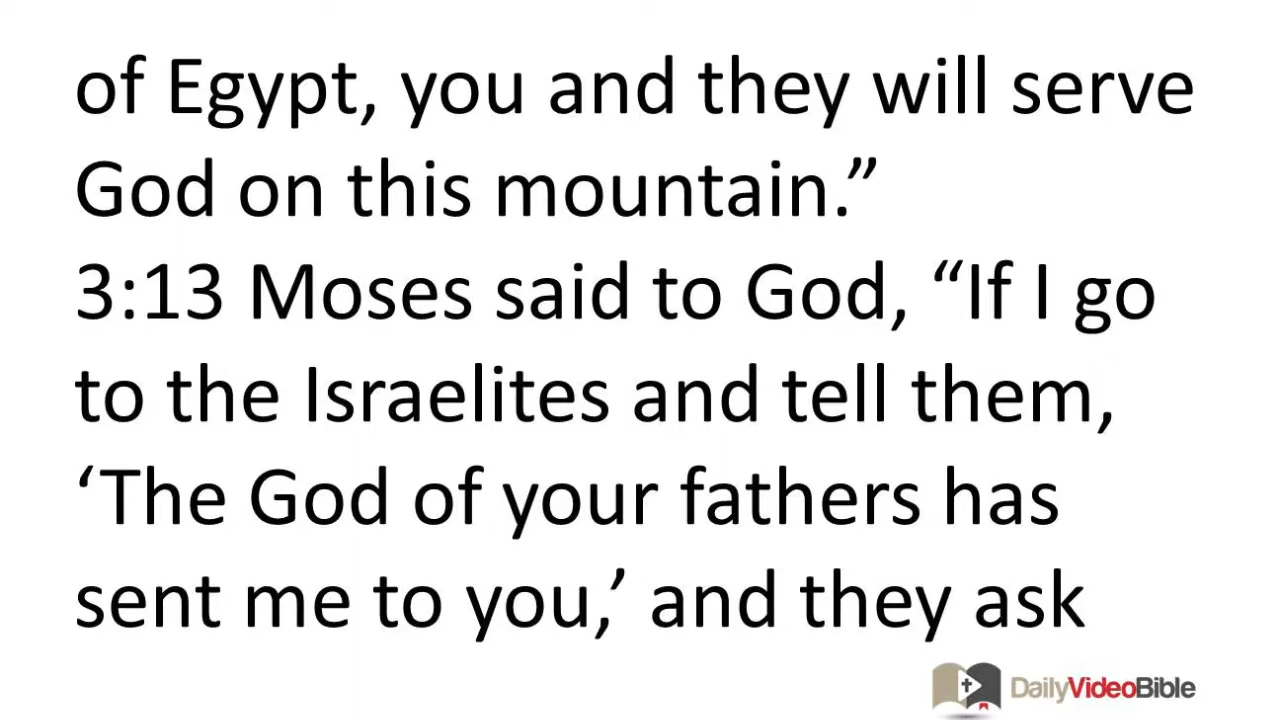 of Egypt, you and they will serve
God on this mountain.”
3:13 Moses said to God, “If I go
to the Israelites and tell them,
‘The God of your fathers has
sent me to you,’ and they ask
DailyVideoBible